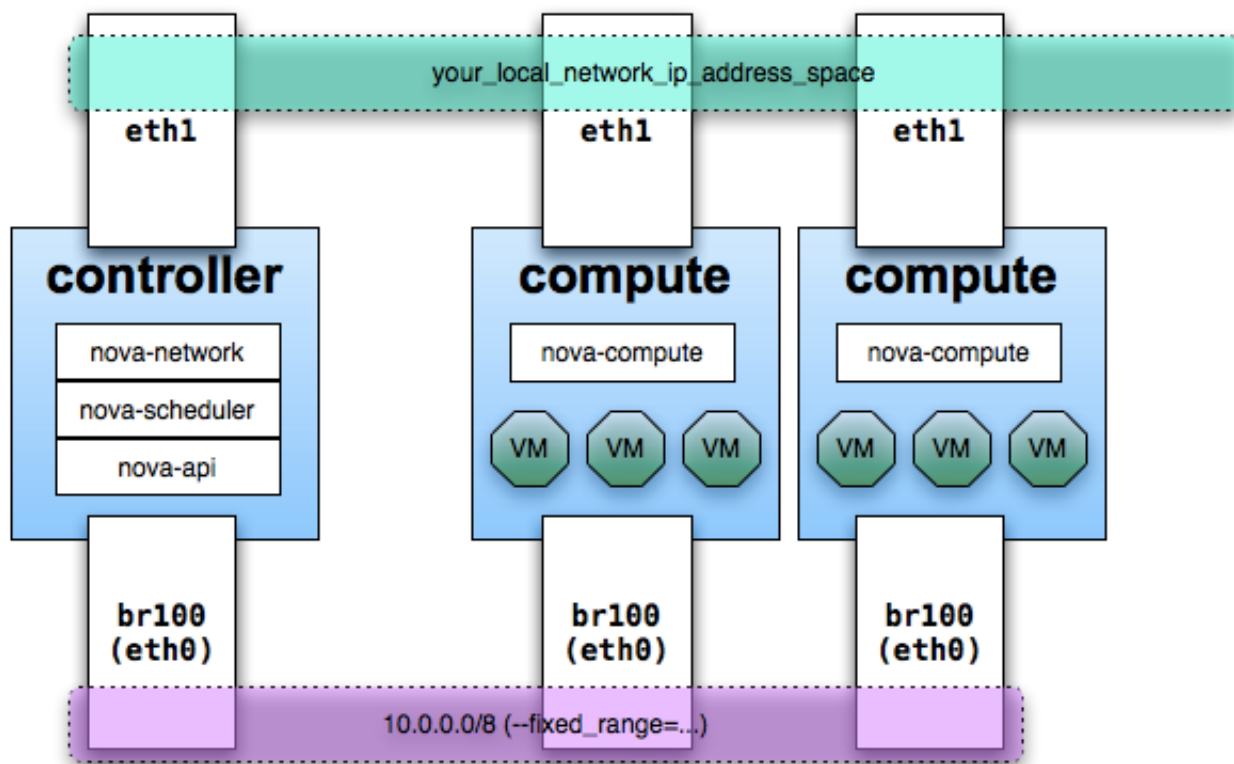 your_local_network_ip_address_space
eth1
eth1
eth1
controller
compute
compute
nova-network
nova-scheduler
nova-api
nova-compute
nova-compute
VM
VM
VM
VM
VM
VM
br100
(eth0)
br100
(eth0)
br100
(eth0)
10.0.0.0/8 (--fixed_range=...)